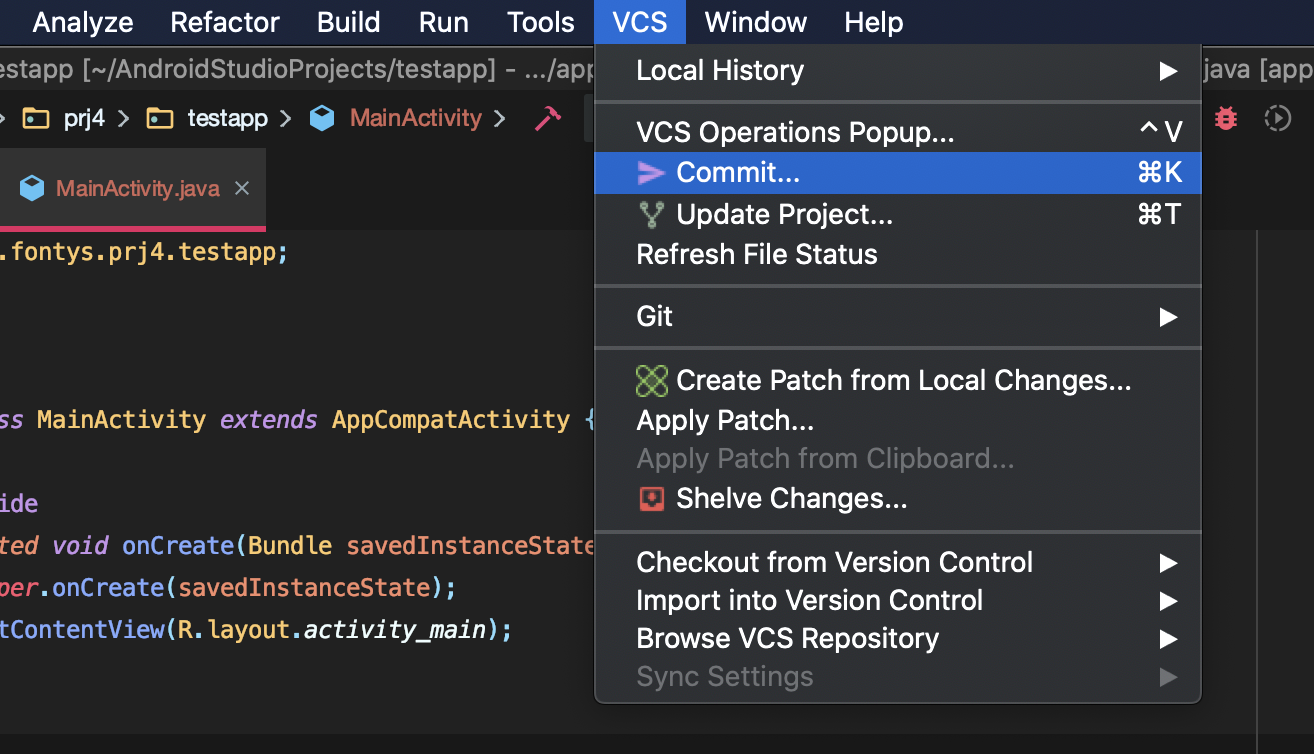 Analyze Refactor Build Run Tools VCS Window Help
estapp [~/AndroidStudioProjects/testapp] - .../app
java [app
prj4 testapp MainActivity
MainActivity.java
.fontys.prj4.testapp;
ss MainActivity extends AppCompatActivity {
ide
ted void onCreate(Bundle savedInstanceState
per.onCreate(savedInstanceState);
tContentView(R.layout.activity_main);
Local History
VCS Operations Popup... ^V
Commit... ⌘K
Update Project... ⌘T
Refresh File Status
Git
Create Patch from Local Changes...
Apply Patch...
Apply Patch from Clipboard...
Shelve Changes...
Checkout from Version Control
Import into Version Control
Browse VCS Repository
Sync Settings